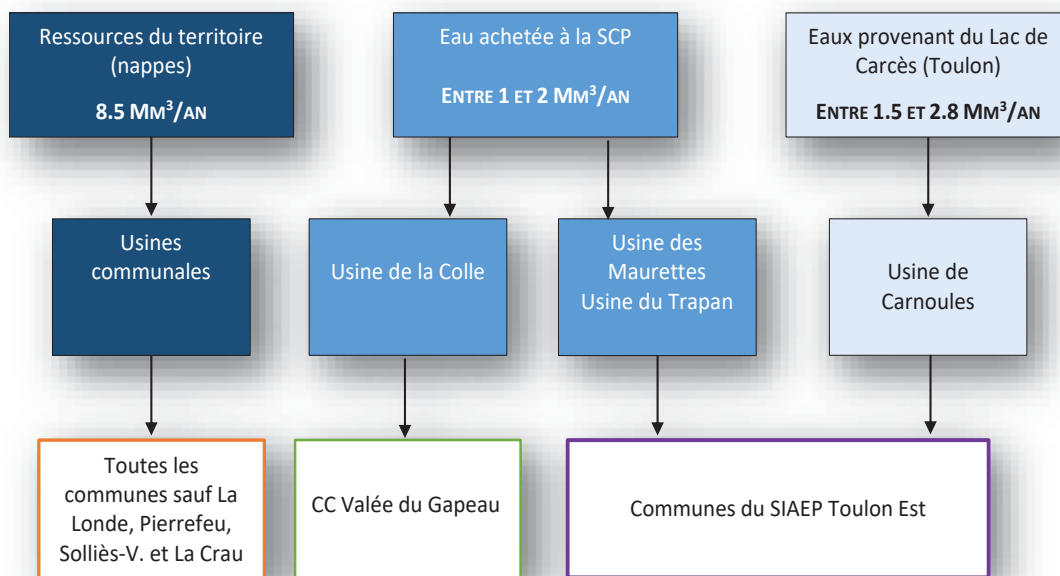 Ressources du territoire
(nappes)
8.5 MM³/AN
Eau achetée à la SCP
ENTRE 1 ET 2 MM³/AN
Eaux provenant du Lac de
Carcès (Toulon)
ENTRE 1.5 ET 2.8 MM³/AN
Usines
communales
Usine de la Colle
Usine des
Maurettes
Usine du Trapan
Usine de
Carnoules
Toutes les
communes sauf La
Londe, Pierrefeu,
Solliès-V. et La Crau
CC Valée du Gapeau
Communes du SIAEP Toulon Est